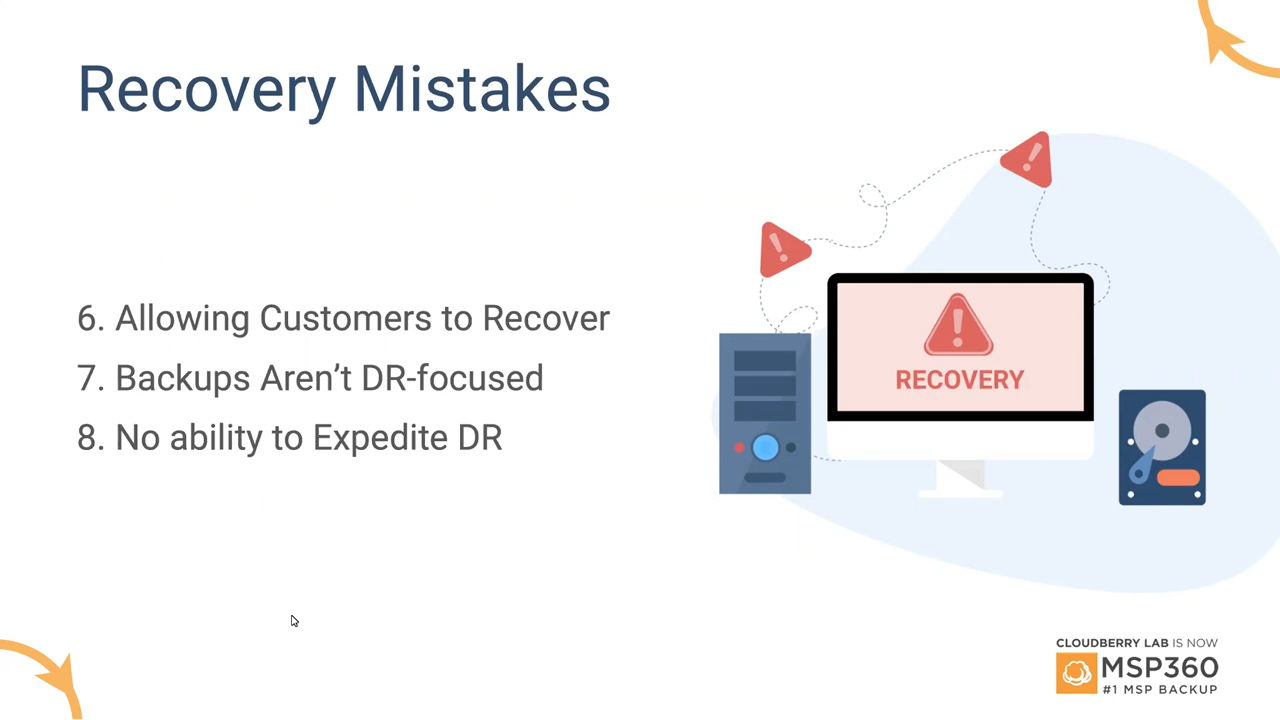 Recovery Mistakes
6. Allowing Customers to Recover
7. Backups Aren’t DR-focused
8. No ability to Expedite DR
RECOVERY
CLOUDBERRY LAB IS NOW
MSP360
#1 MSP BACKUP